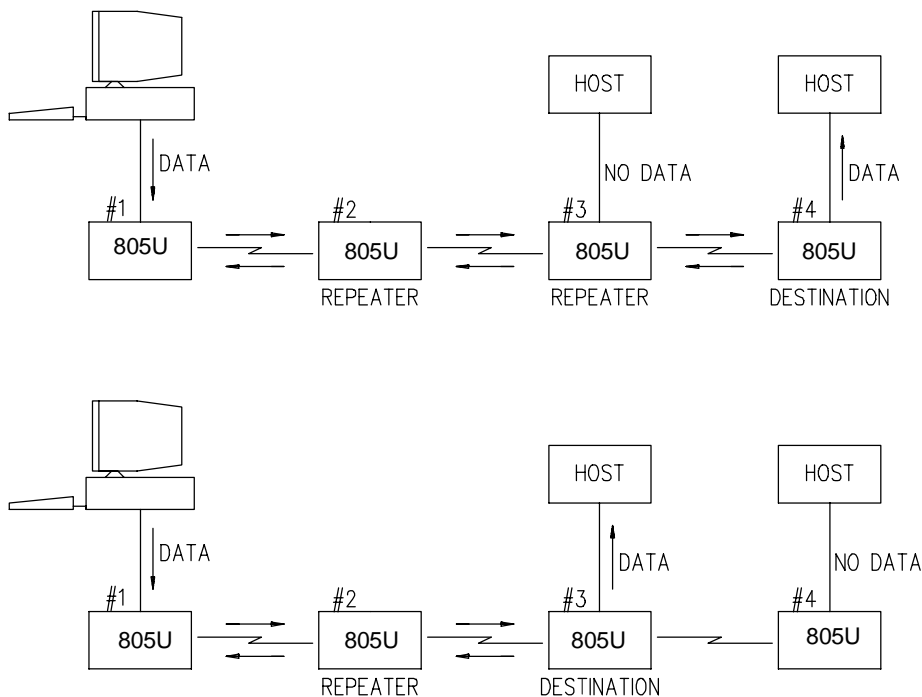 HOST HOST
DATA NO DATA DATA
#1 #2 #3 #4
805U 805U 805U 805U
REPEATER REPEATER DESTINATION
HOST HOST
DATA DATA NO DATA
#1 #2 #3 #4
805U 805U 805U 805U
REPEATER DESTINATION